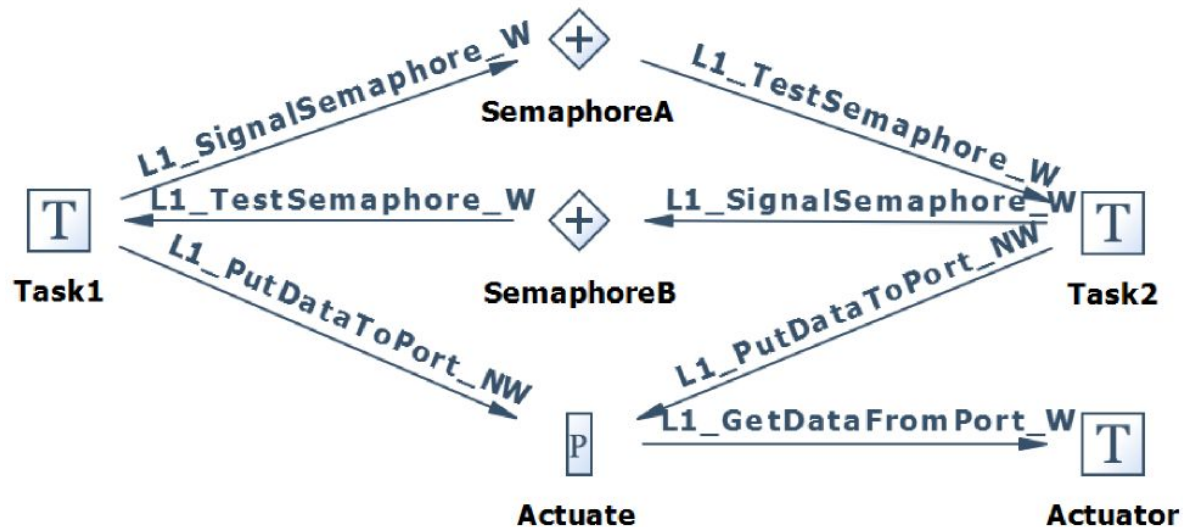 L1_SignalSemaphore_W
+
L1_TestSemaphore_W
SemaphoreA
L1_TestSemaphore_W
L1_SignalSemaphore_W
T
+
T
Task1
SemaphoreB
Task2
L1_PutDataToPort_NW
L1_PutDataToPort_NW
L1_GetDataFromPort_W
P
T
Actuate
Actuator